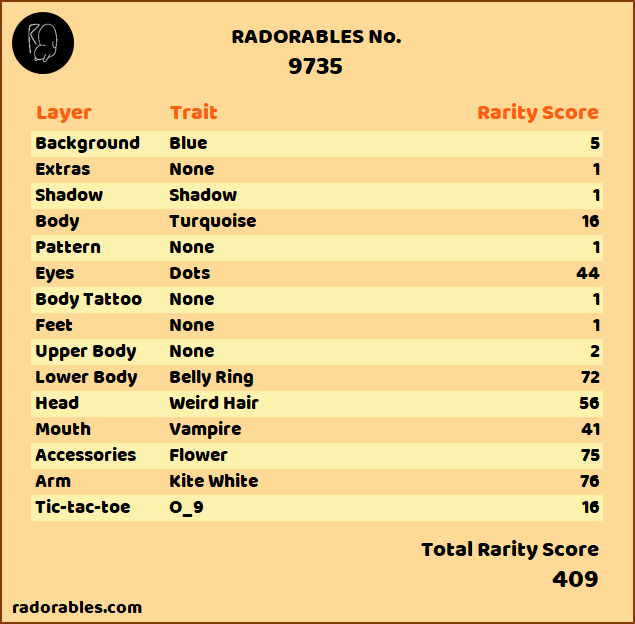 RADORABLES No.
9735
Layer Trait Rarity Score
Background Blue 5
Extras None 1
Shadow Shadow 1
Body Turquoise 16
Pattern None 1
Eyes Dots 44
Body Tattoo None 1
Feet None 1
Upper Body None 2
Lower Body Belly Ring 72
Head Weird Hair 56
Mouth Vampire 41
Accessories Flower 75
Arm Kite White 76
Tic-tac-toe O_9 16
Total Rarity Score
409
radorables.com